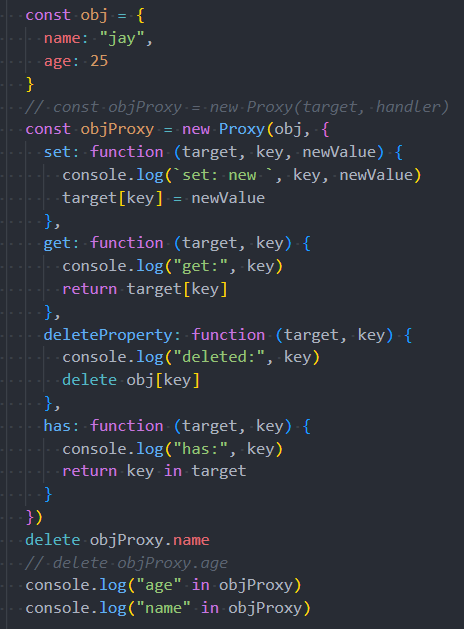 const obj = {
  name: "jay",
  age: 25
}
// const objProxy = new Proxy(target, handler)
const objProxy = new Proxy(obj, {
  set: function (target, key, newValue) {
    console.log(`set: new `, key, newValue)
    target[key] = newValue
  },
  get: function (target, key) {
    console.log("get:", key)
    return target[key]
  },
  deleteProperty: function (target, key) {
    console.log("deleted:", key)
    delete obj[key]
  },
  has: function (target, key) {
    console.log("has:", key)
    return key in target
  }
})
delete objProxy.name
// delete objProxy.age
console.log("age" in objProxy)
console.log("name" in objProxy)